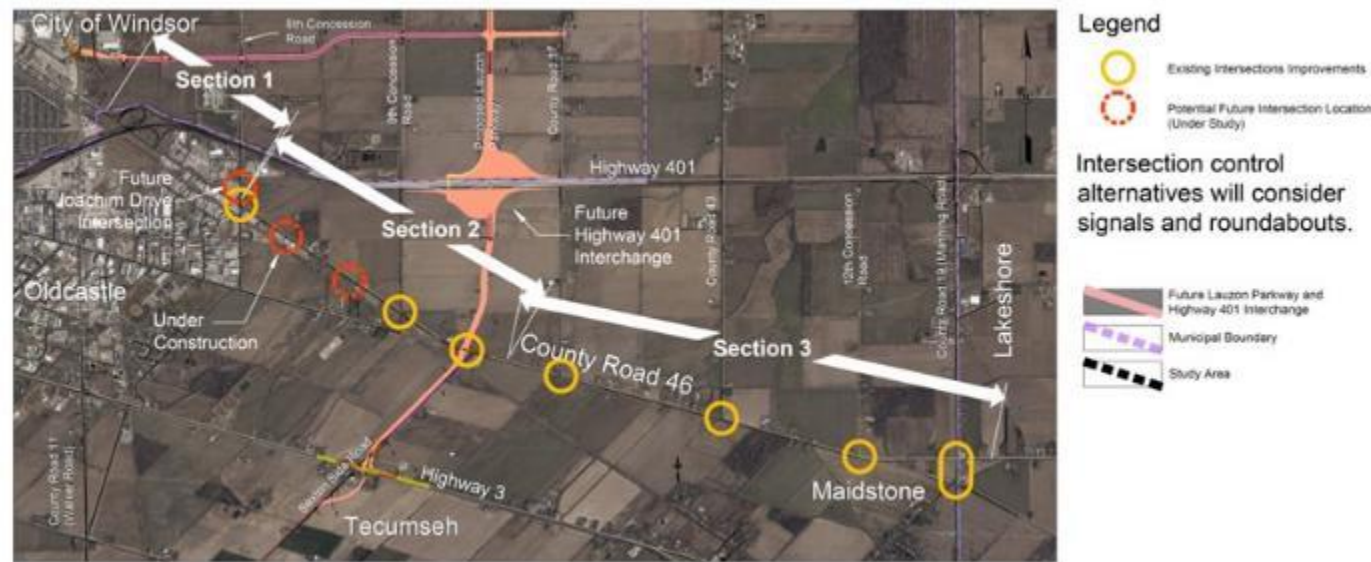 City of Windsor
8th Concession
Road
Section 1
9th Concession
Road
Proposed Lauzon
Parkway
County Road 17
Highway 401
Future
Joachim Drive
Intersection
Section 2
Future
Highway 401
Interchange
County Road 43
12th Concession
Road
County Road 19 (Manning Road)
Lakeshore
Oldcastle
Under
Construction
County Road 46
Section 3
County Road 11
(Walker Road)
Sexton Side Road
Highway 3
Tecumseh
Maidstone
Legend
Existing Intersections Improvements
Potential Future Intersection Location
(Under Study)
Intersection control
alternatives will consider
signals and roundabouts.
Future Lauzon Parkway and
Highway 401 Interchange
Municipal Boundary
Study Area